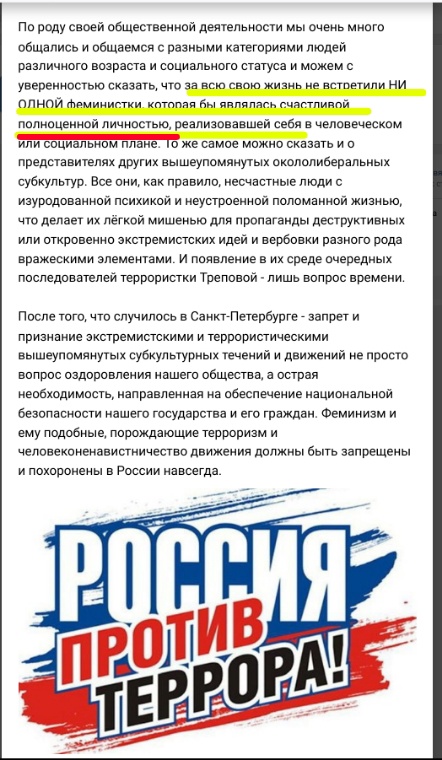 По роду своей общественной деятельности мы очень много
общались и общаемся с разными категориями людей
различного возраста и социального статуса и можем с
уверенностью сказать, что за всю свою жизнь не встретили НИ
ОДНОЙ феминистки, которая бы являлась счастливой
полноценной личностью, реализовавшей себя в человеческом
или социальном плане. То же самое можно сказать и о
представителях других вышеупомянутых окололиберальных
субкультур. Все они, как правило, несчастные люди с
изуродованной психикой и неустроенной поломанной жизнью,
что делает их лёгкой мишенью для пропаганды деструктивных
или откровенно экстремистских идей и вербовки разного рода
вражескими элементами. И появление в их среде очередных
последователей террористки Треповой - лишь вопрос времени.
После того, что случилось в Санкт-Петербурге - запрет и
признание экстремистскими и террористическими
вышеупомянутых субкультурных течений и движений не просто
вопрос оздоровления нашего общества, а острая
необходимость, направленная на обеспечение национальной
безопасности нашего государства и его граждан. Феминизм и
ему подобные, порождающие терроризм и
человеконенавистничество движения должны быть запрещены
и похоронены в России навсегда.
РОССИЯ
ПРОТИВ
ТЕРРОРА!